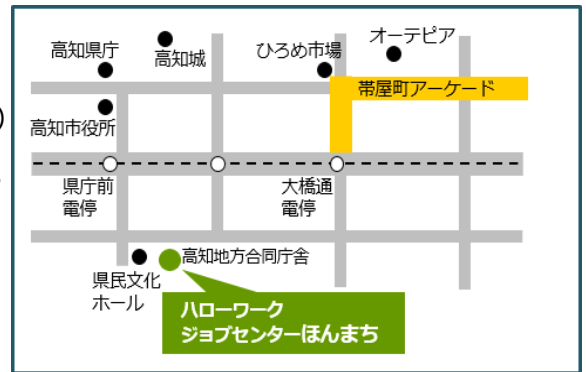 オーテピア
高知県庁
高知城
ひろめ市場
帯屋町アーケード
高知市役所
県庁前
電停
大橋通
電停
高知地方合同庁舎
県民文化
ホール
ハローワーク
ジョブセンターほんまち